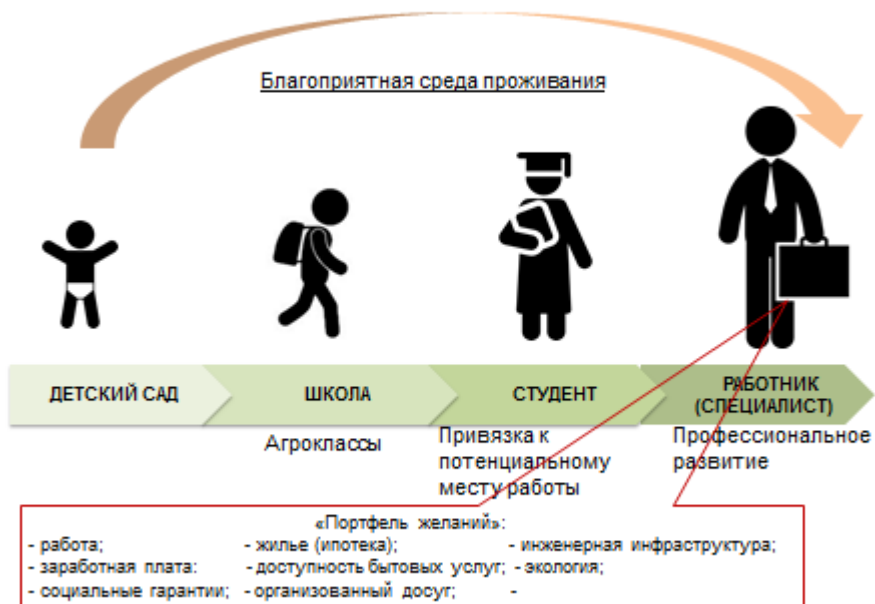 Благоприятная среда проживания
ДЕТСКИЙ САД
ШКОЛА
СТУДЕНТ
РАБОТНИК
(СПЕЦИАЛИСТ)
Агроклассы
Привязка к
потенциальному
месту работы
Профессиональное
развитие
«Портфель желаний»:
- работа; - жилье (ипотека); - инженерная инфраструктура;
- заработная плата: - доступность бытовых услуг; - экология;
- социальные гарантии; - организованный досуг; -